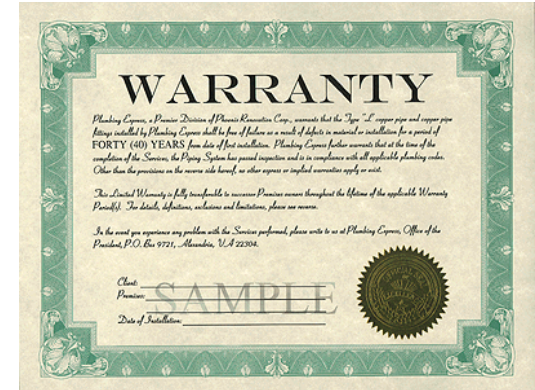 WARRANTY
Plumbing Express, a Premier Division of Phoenix Renovation Corp., warrants that the Type "L" copper pipe and copper pipe
fittings installed by Plumbing Express shall be free of failure as a result of defects in material or installation for a period of
FORTY (40) YEARS from date of first installation. Plumbing Express further warrants that at the time of the
completion of the Services, the Piping System has passed inspection and is in compliance with all applicable plumbing codes.
Other than the provisions on the reverse side hereof, no other express or implied warranties apply or exist.
This Limited Warranty is fully transferable to successor Premises owners throughout the lifetime of the applicable Warranty
Period(s). For details, definitions, exclusions and limitations, please see reverse.
In the event you experience any problem with the Services performed, please write to us at Plumbing Express, Office of the
President, P.O. Box 9721, Alexandria, VA 22304.
Client:
Premises:
SAMPLE
Date of Installation: